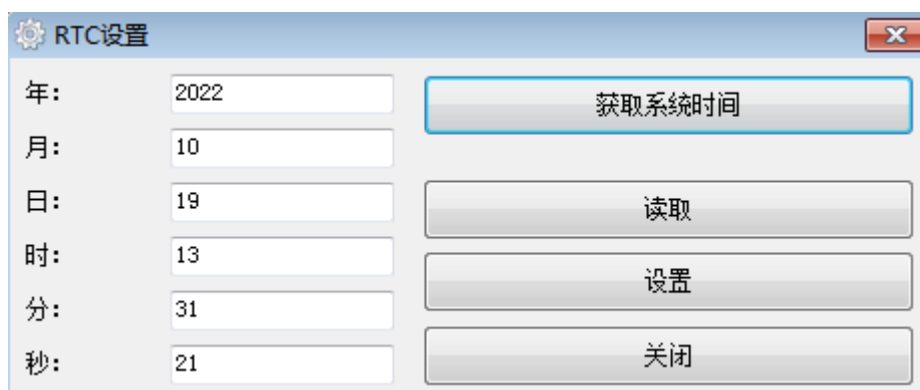 RTC设置
年: 2022
获取系统时间
月: 10
日: 19
读取
时: 13
设置
分: 31
秒: 21
关闭